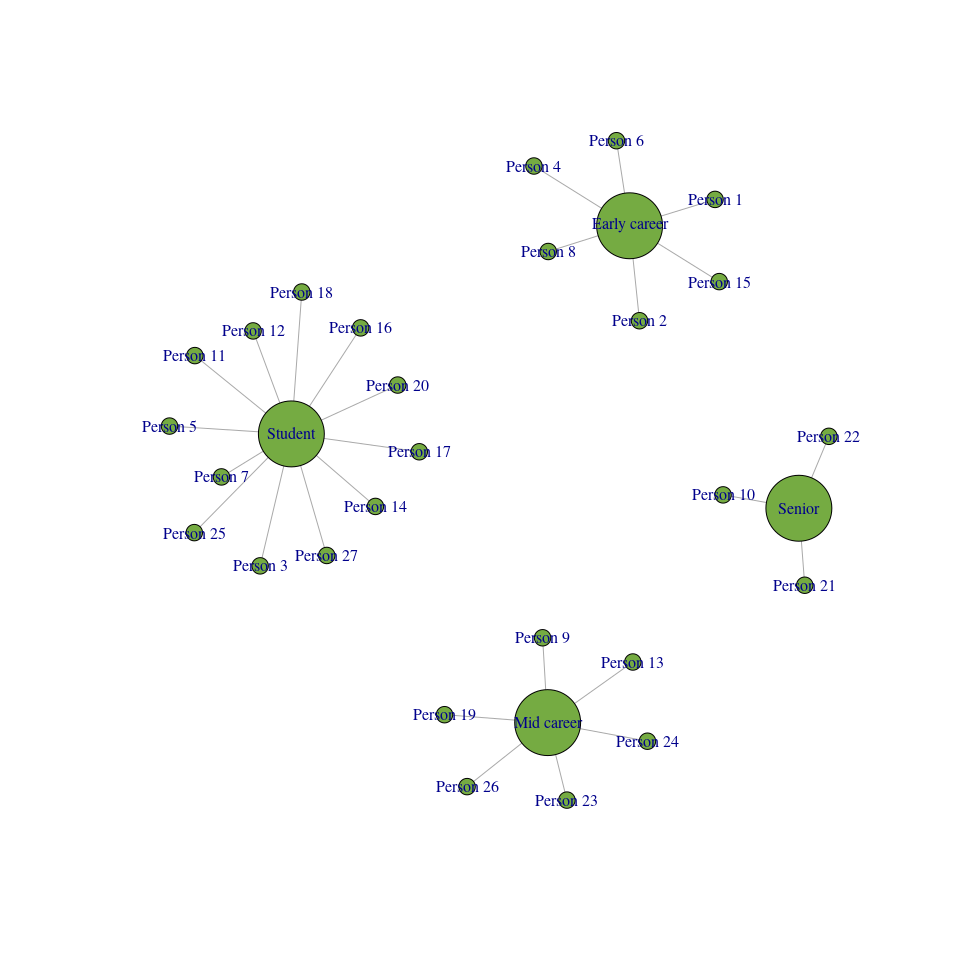 Person 6
Person 4
Person 1
Early career
Person 8
Person 15
Person 2
Person 18
Person 12
Person 16
Person 11
Person 20
Person 5
Student
Person 17
Person 7
Person 14
Person 25
Person 27
Person 3
Person 22
Person 10
Senior
Person 21
Person 9
Person 13
Person 19
Mid career
Person 24
Person 26
Person 23